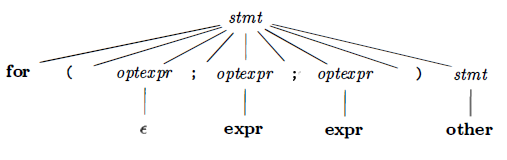 stmt
for ( optexpr ; optexpr ; optexpr ) stmt
ϵ expr expr other